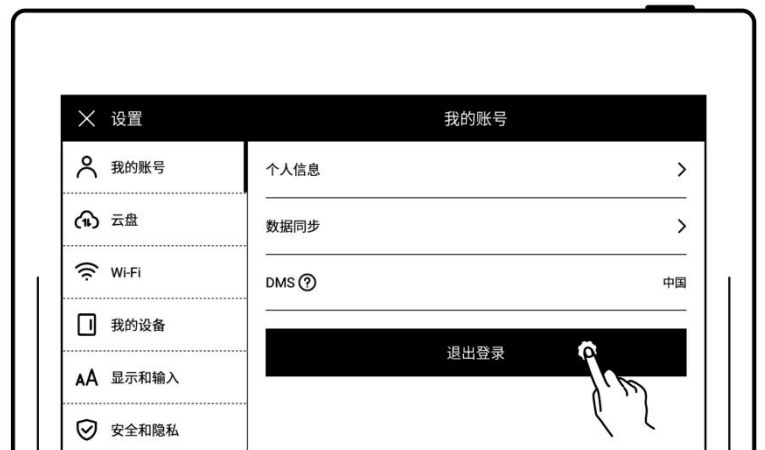 设置
我的账号
我的账号
云盘
Wi-Fi
我的设备
显示和输入
安全和隐私
个人信息
数据同步
DMS
中国
退出登录